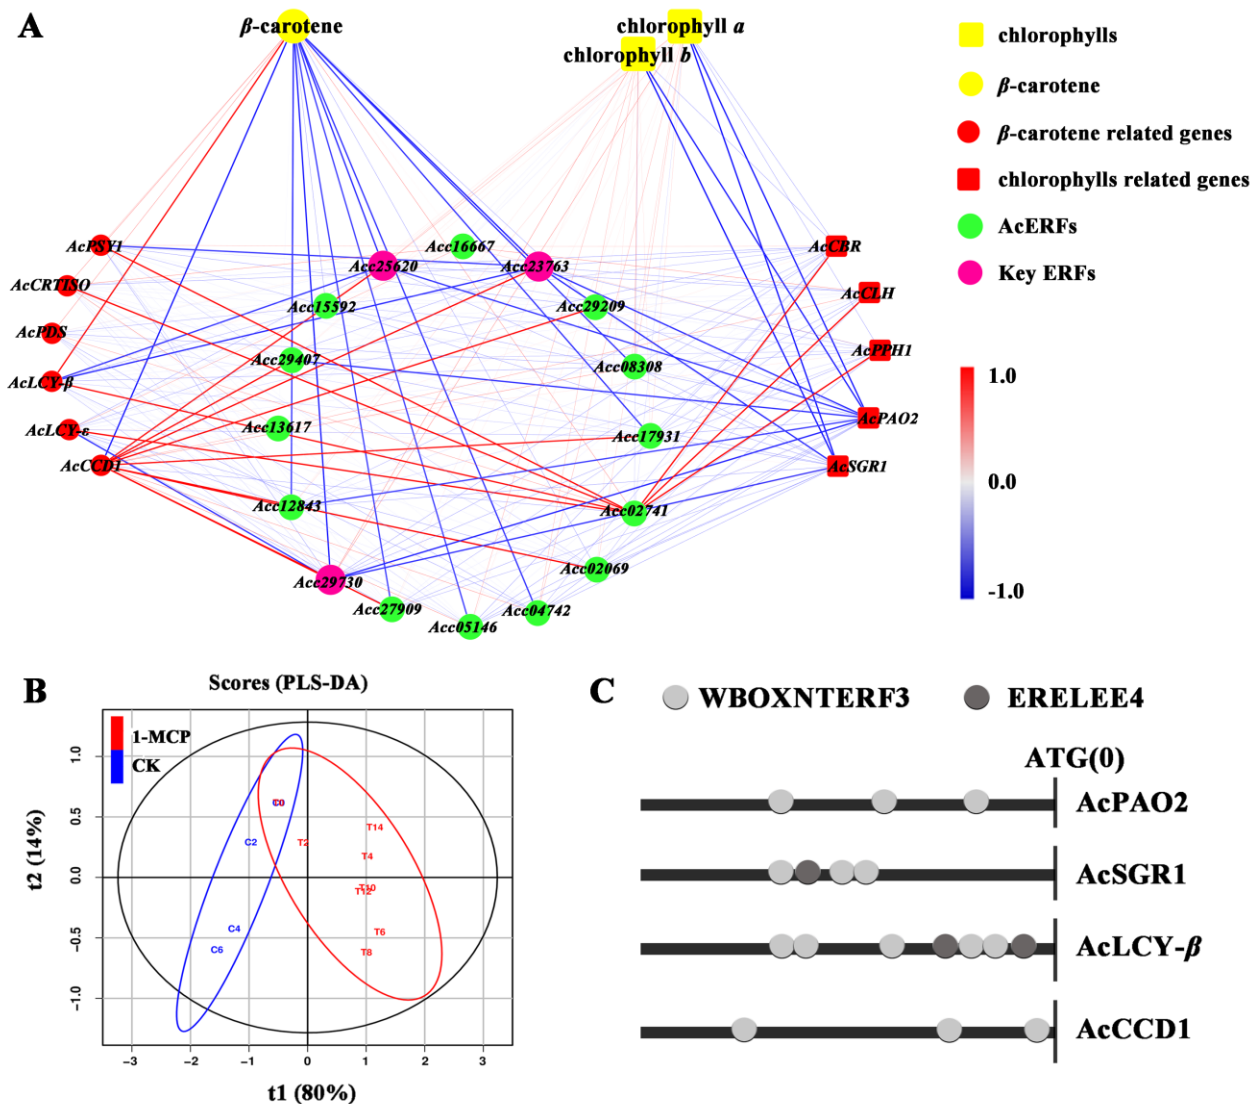 A
β-carotene
chlorophyll a
chlorophyll b
chlorophylls
β-carotene
β-carotene related genes
chlorophylls related genes
AcERFs
Key ERFs
1.0
0.0
-1.0
AcPSY1
AcCRTISO
AcPDS
AcLCY-β
AcLCY-ε
AcCCD1
Acc16667
Acc25620
Acc23763
Acc15592
Acc29209
Acc29407
Acc08308
Acc13617
Acc17931
Acc12843
Acc02741
Acc29730
Acc02069
Acc27909
Acc05146
Acc04742
AcCBR
AcCLH
AcPPH1
AcPAO2
AcSGR1
B
Scores (PLS-DA)
1-MCP
CK
t2 (14%)
1.0
0.5
0.0
−0.5
−1.0
C2
T2
T14
T4
T10
T12
C4
C6
T6
T8
−3
−2
−1
0
1
2
3
t1 (80%)
C
WBOXNTERF3
ERELEE4
ATG(0)
AcPAO2
AcSGR1
AcLCY-β
AcCCD1